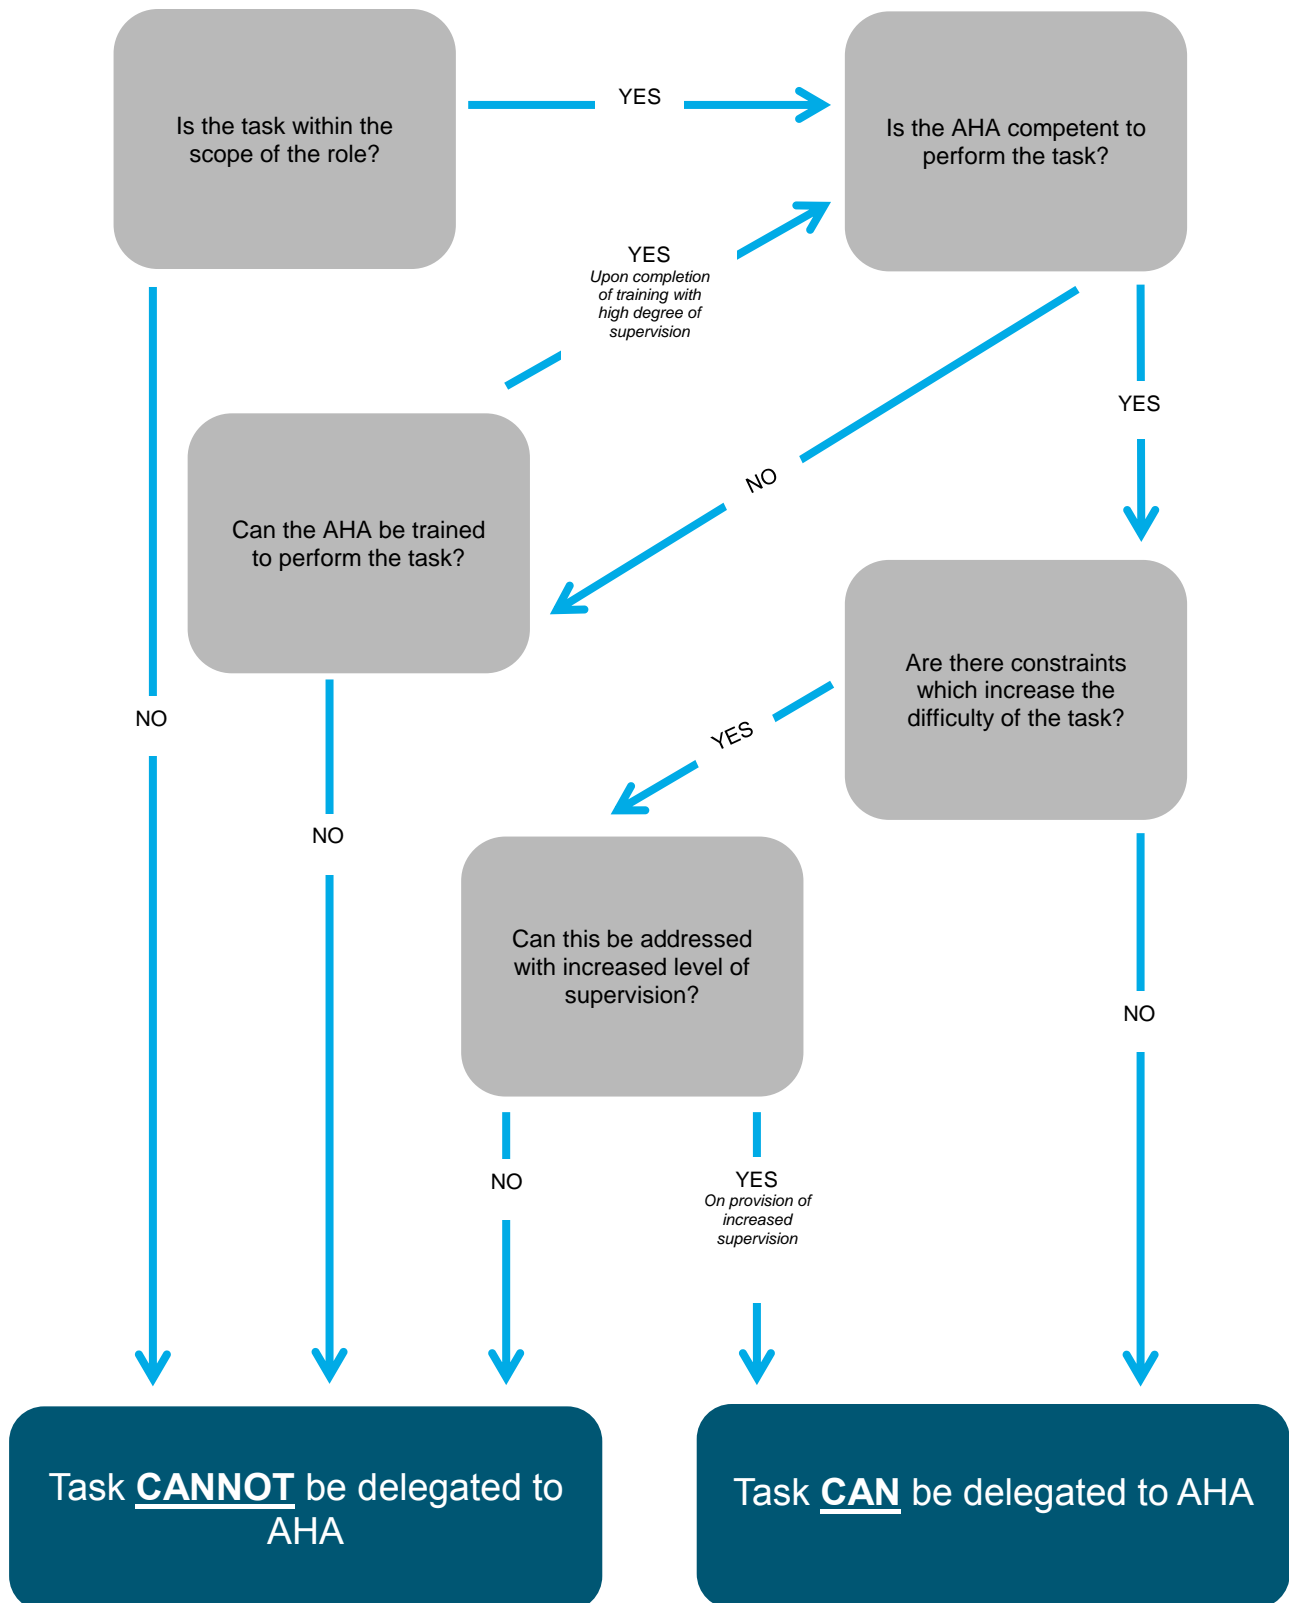 Is the task within the
scope of the role?
YES
Is the AHA competent to
perform the task?
YES
Upon completion
of training with
high degree of
supervision
YES
NO
Can the AHA be trained
to perform the task?
Are there constraints
which increase the
difficulty of the task?
NO
YES
NO
Can this be addressed
with increased level of
supervision?
NO
NO
YES
On provision of
increased
supervision
Task CANNOT be delegated to
AHA
Task CAN be delegated to AHA